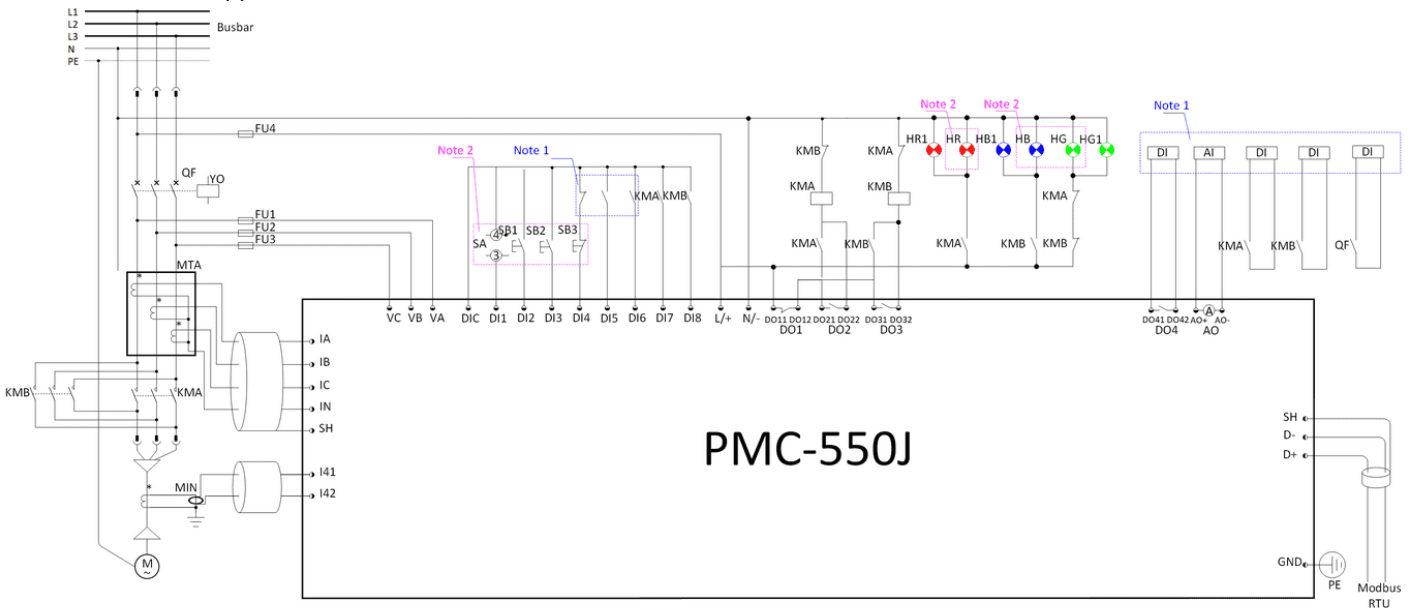 L1
L2
L3
N
PE
Busbar
FU4
QF
YO
FU1
FU2
FU3
MTA
*
*
*
KMB
KMA
*
MIN
M
~
Note 2
Note 1
KMA KMB
SA
4
3
SB1
SB2
SB3
Note 2
Note 2
HR1
HR
HB1
HB
HG
HG1
KMB
KMA
KMA
KMB
KMA
KMA
KMB
KMA
KMB
KMB
Note 1
DI
AI
DI
DI
DI
KMA
KMB
QF
VC
VB
VA
DIC
DI1
DI2
DI3
DI4
DI5
DI6
DI7
DI8
L/+
N/-
DO11 DO12
DO1
DO21 DO22
DO2
DO31 DO32
DO3
DO41 DO42
DO4
AO+
A
AO-
AO
IA
IB
IC
IN
SH
I41
I42
PMC-550J
SH
D-
D+
GND
PE
Modbus
RTU